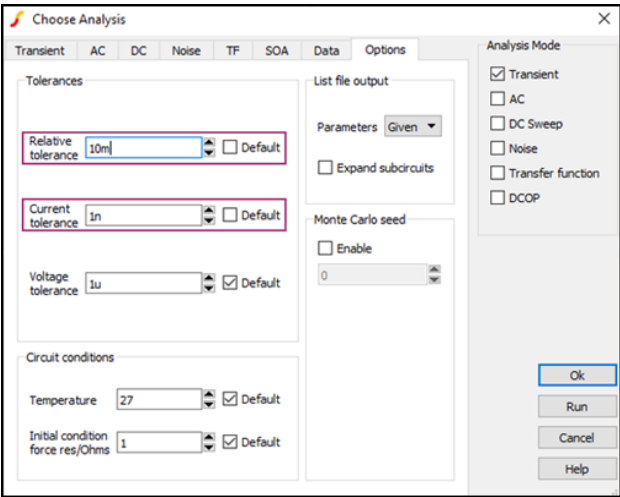 Choose Analysis
Transient AC DC Noise TF SOA Data Options
Tolerances
Relative
tolerance
10m
Default
Current
tolerance
1n
Default
Voltage
tolerance
1u
Default
Circuit conditions
Temperature
27
Default
Initial condition
force res/Ohms
1
Default
List file output
Parameters Given
Expand subcircuits
Monte Carlo seed
Enable
0
Analysis Mode
Transient
AC
DC Sweep
Noise
Transfer function
DCOP
Ok
Run
Cancel
Help